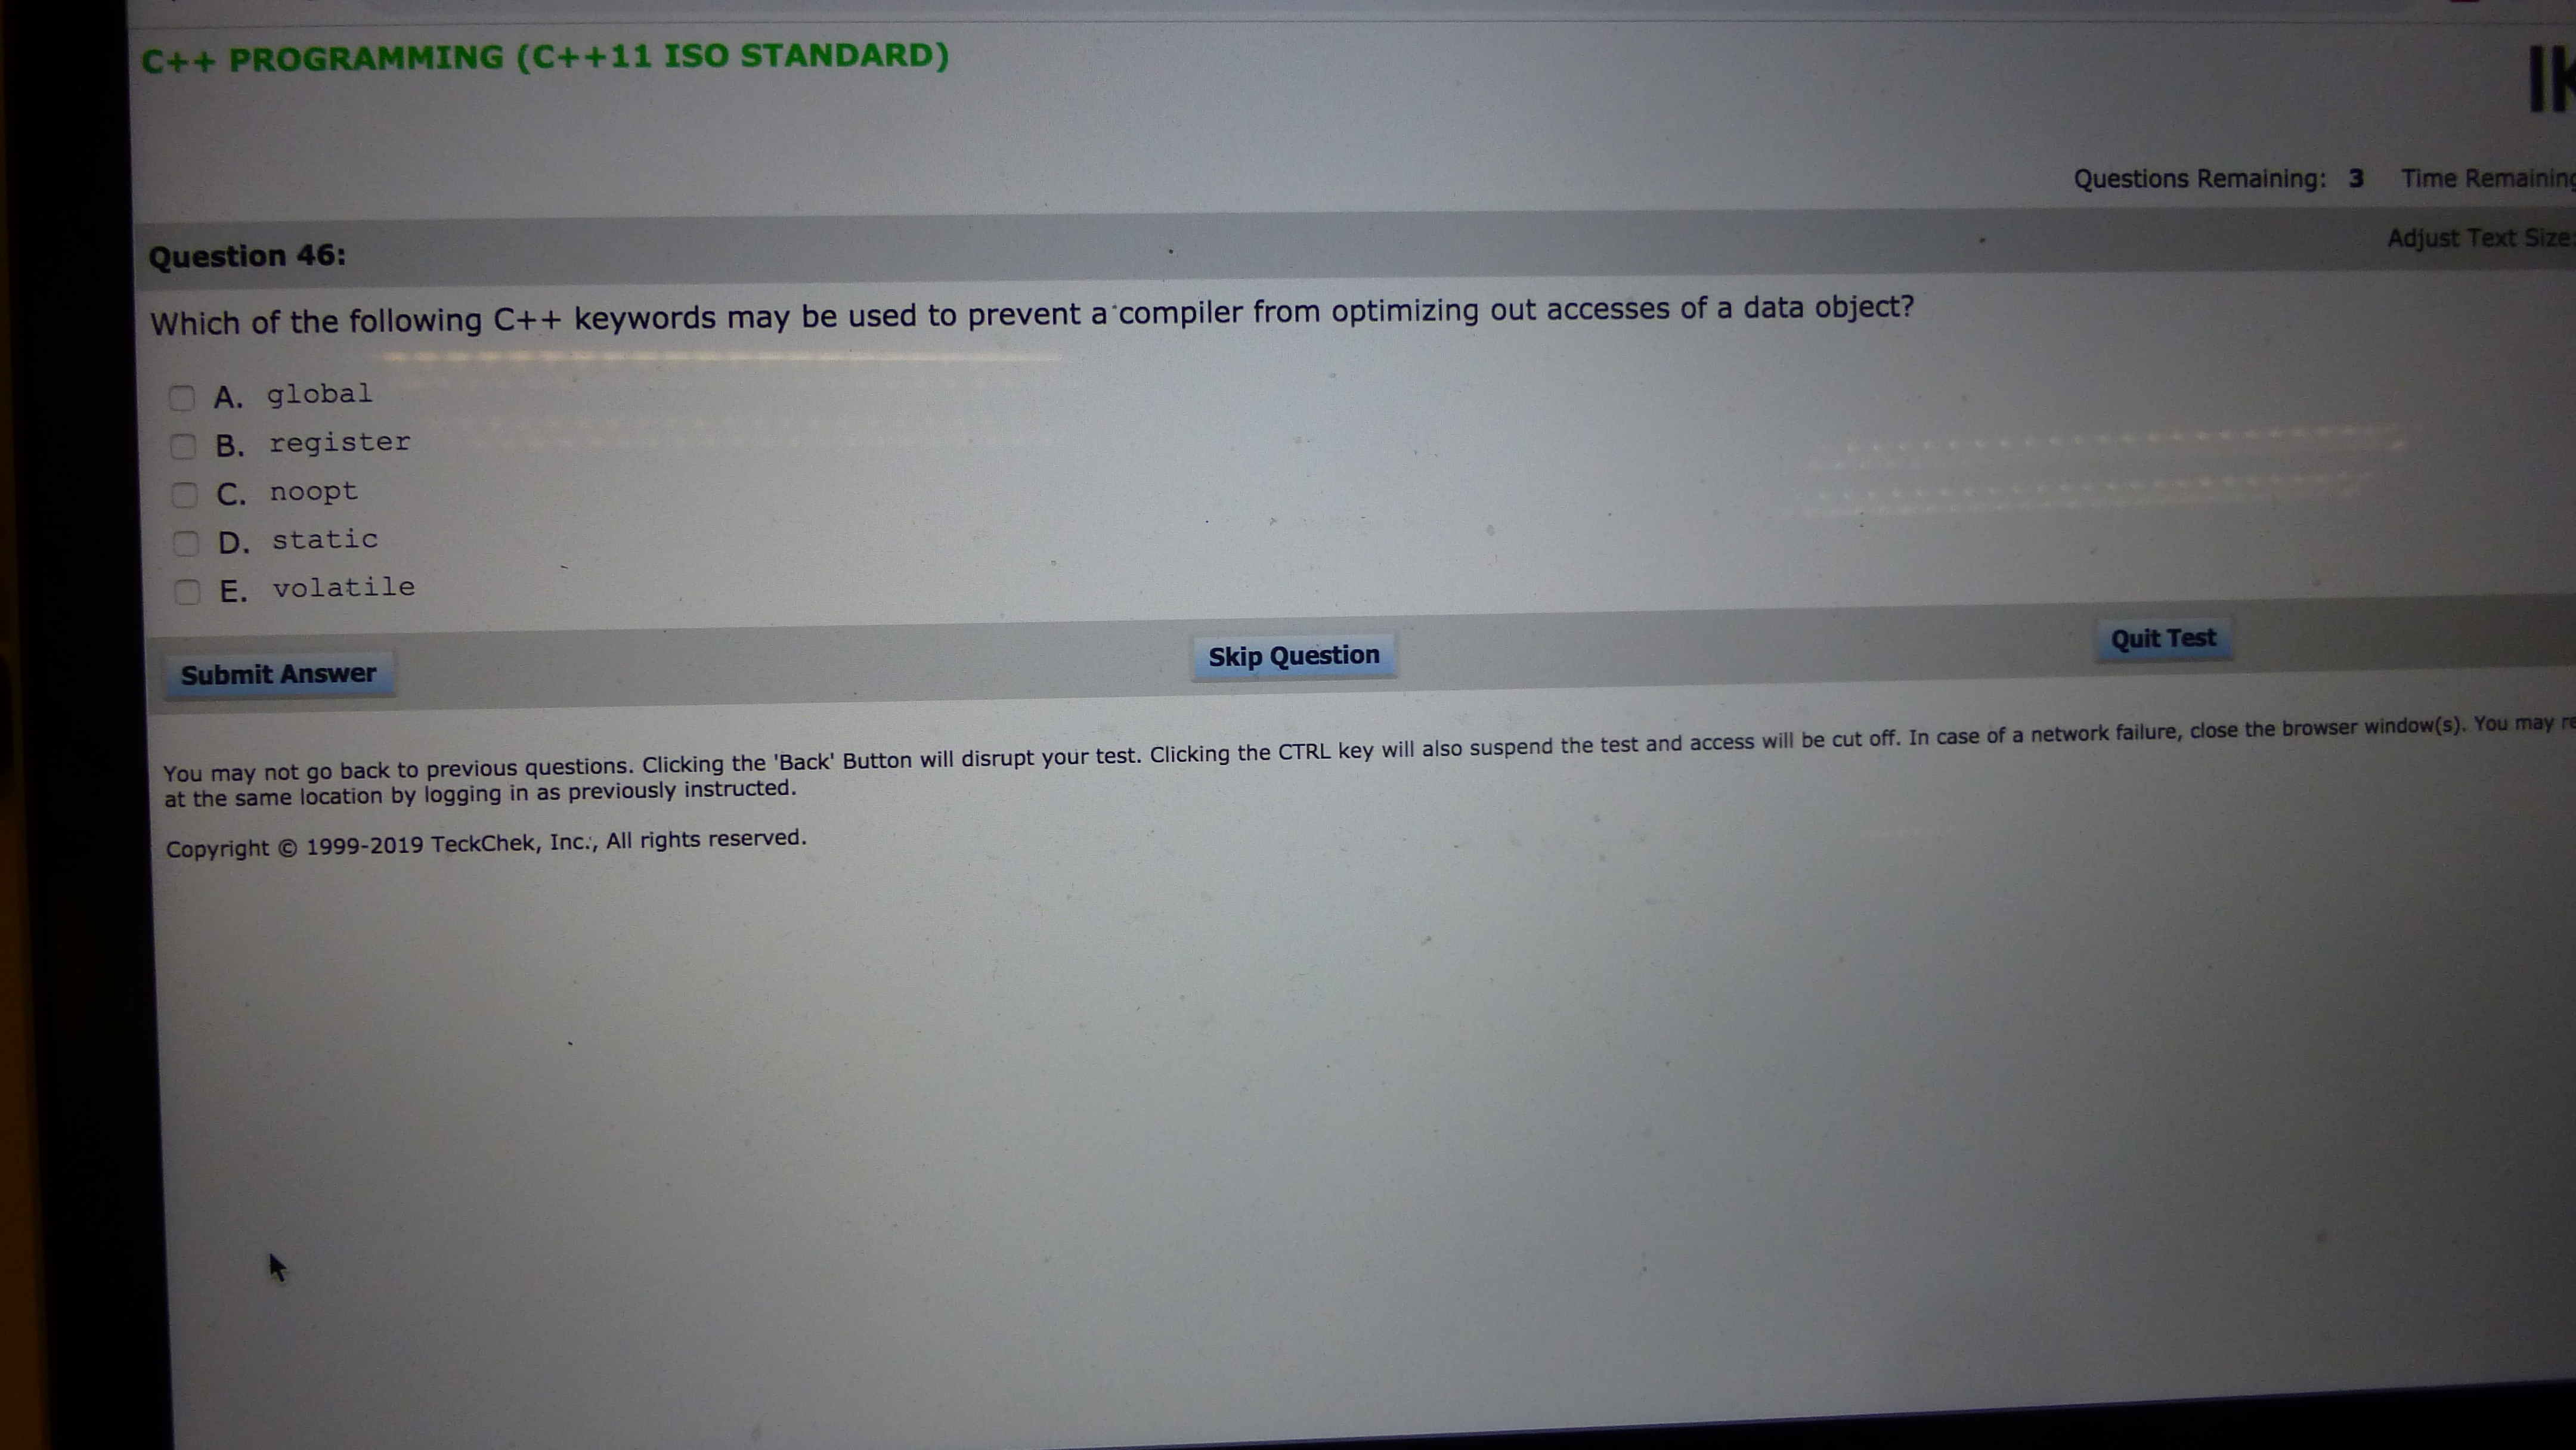 C++ PROGRAMMING (C++11 ISO STANDARD)
Questions Remaining: 3 Time Remaining
Adjust Text Size:
Question 46:
Which of the following C++ keywords may be used to prevent a compiler from optimizing out accesses of a data object?
A. global
B. register
C. noopt
D. static
E. volatile
Submit Answer
Skip Question
Quit Test
You may not go back to previous questions. Clicking the 'Back' Button will disrupt your test. Clicking the CTRL key will also suspend the test and access will be cut off. In case of a network failure, close the browser window(s). You may
at the same location by logging in as previously instructed.
Copyright © 1999-2019 TeckChek, Inc., All rights reserved.